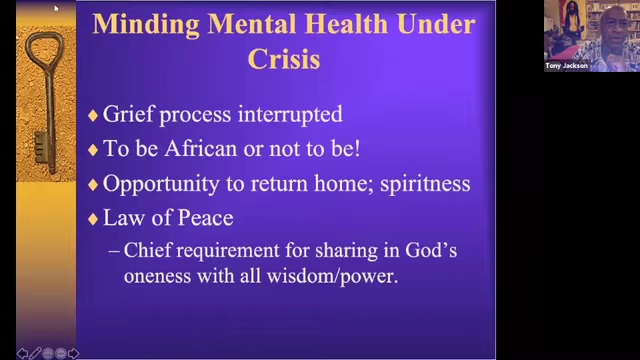 Minding Mental Health Under
Crisis
Grief process interrupted
To be African or not to be!
Opportunity to return home; spiritness
Law of Peace
– Chief requirement for sharing in God's
oneness with all wisdom/power.
Tony Jackson